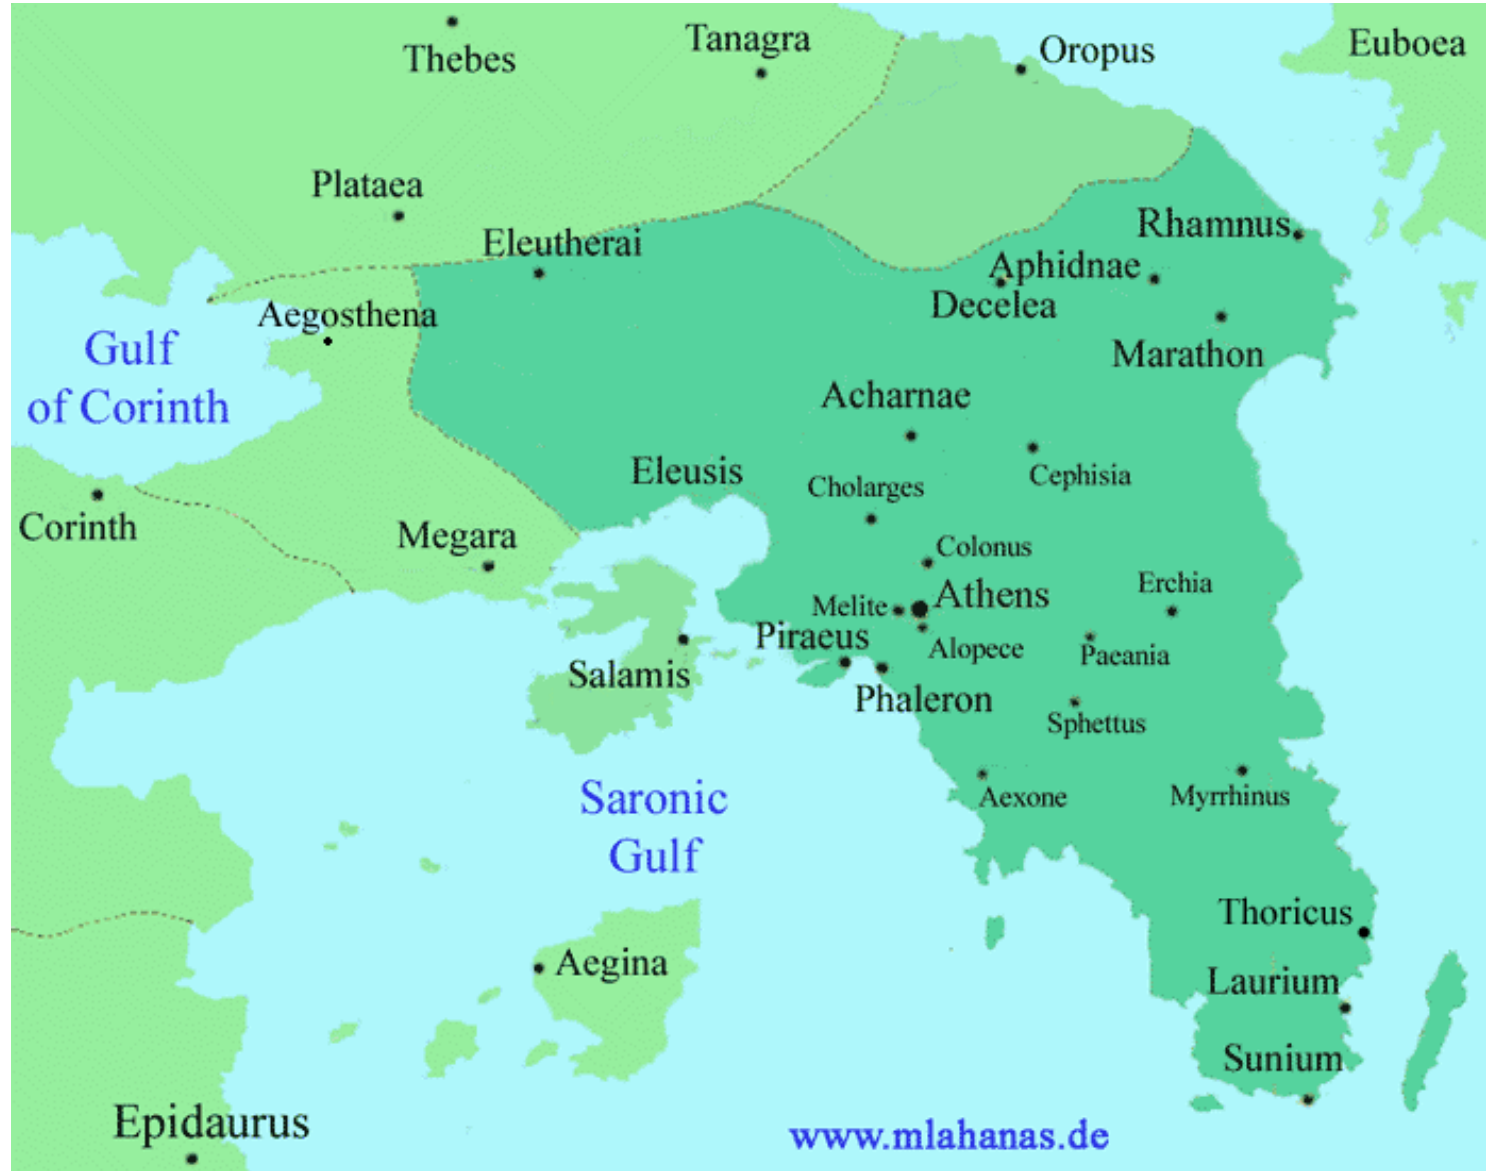 Thebes
Tanagra
Oropus
Euboea
Plataea
Eleutherai
Rhamnus
Aphidnae
Decelea
Aegosthena
Gulf
of Corinth
Marathon
Acharnae
Eleusis
Cholarges
Cephisia
Corinth
Megara
Colonus
Athens
Erchia
Melite
Piraeus
Alopece
Paeania
Salamis
Phaleron
Sphettus
Saronic
Gulf
Aexone
Myrrhinus
Thoricus
Aegina
Laurium
Sunium
Epidaurus
www.mlahanas.de